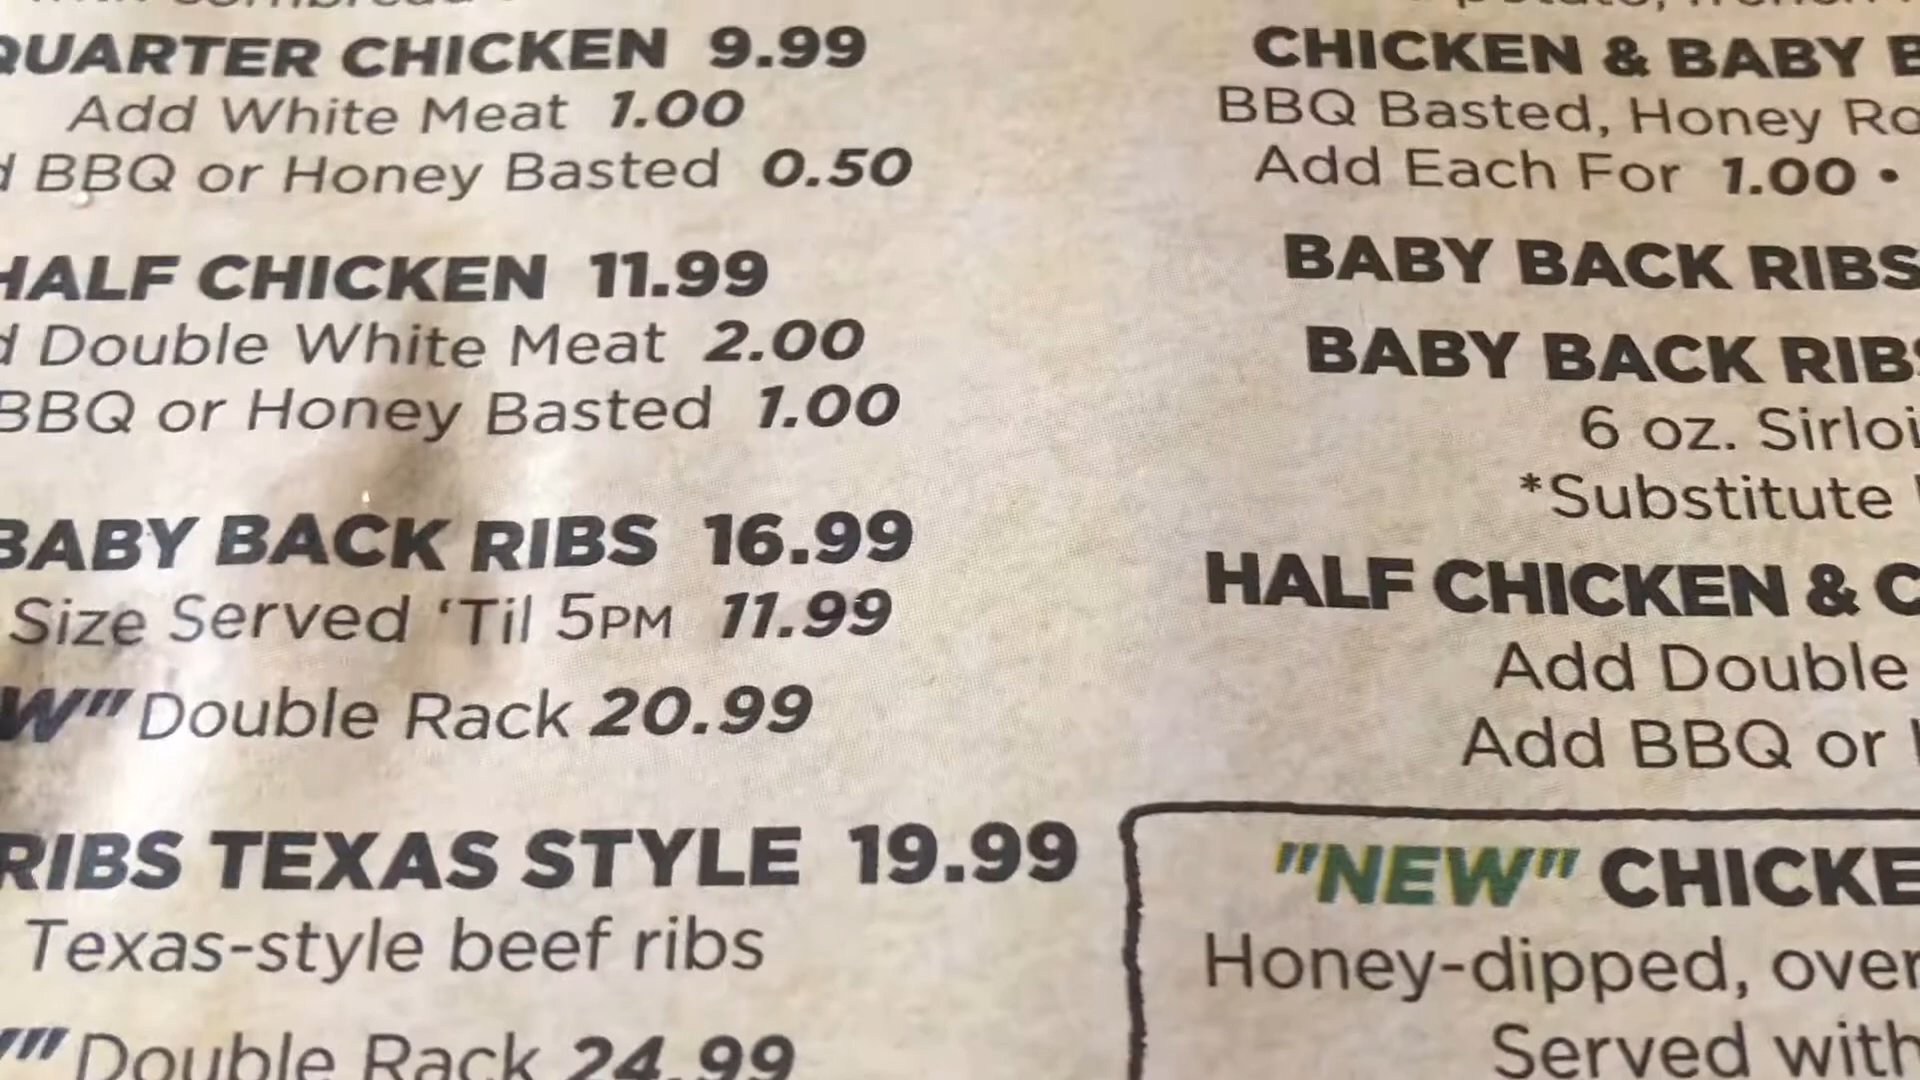 QUARTER CHICKEN 9.99
Add White Meat 1.00
BBQ or Honey Basted 0.50
HALF CHICKEN 11.99
Double White Meat 2.00
BBQ or Honey Basted 1.00
BABY BACK RIBS 16.99
Size Served ‘Til 5PM 11.99
W" Double Rack 20.99
RIBS TEXAS STYLE 19.99
Texas-style beef ribs
Double Rack 24.99
CHICKEN & BABY B
BBQ Basted, Honey Ro
Add Each For 1.00 •
BABY BACK RIBS
BABY BACK RIBS
6 oz. Sirloi
*Substitute
HALF CHICKEN & C
Add Double
Add BBQ or
"NEW" CHICKE
Honey-dipped, over
Served with